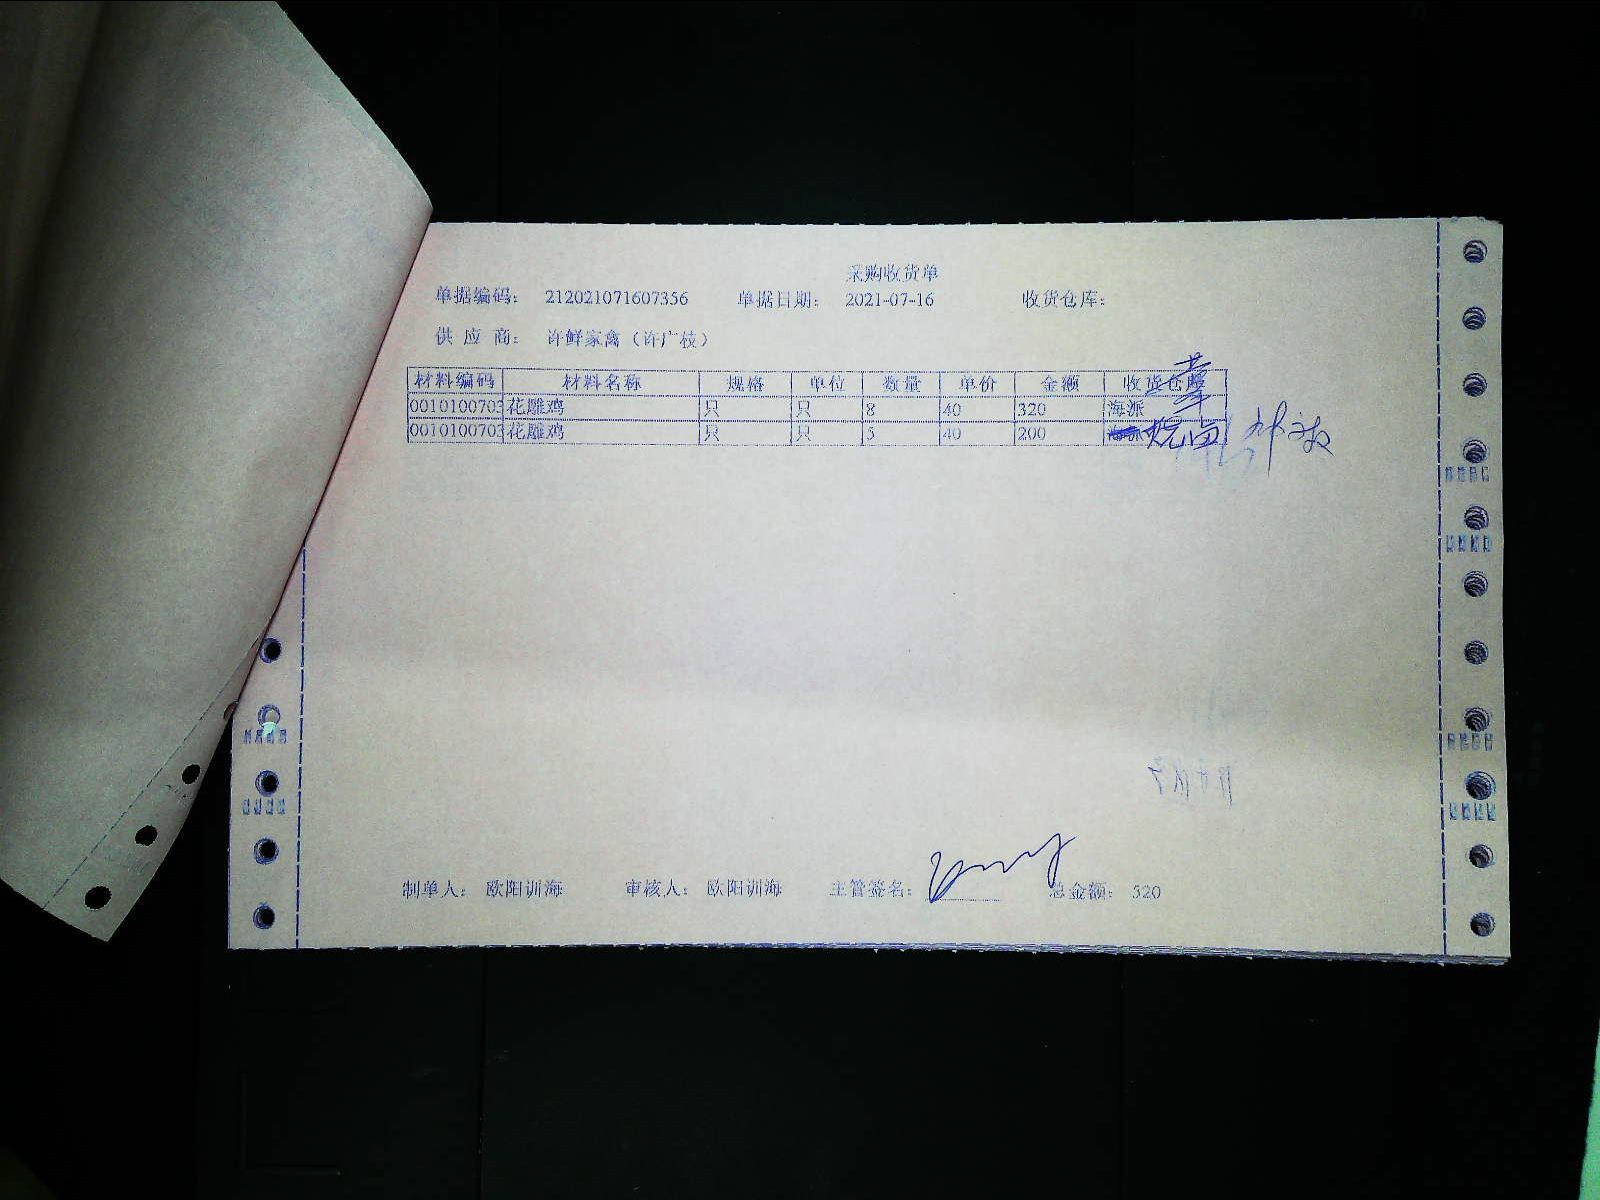 采购收货单
单据编码: 212021071607356 单据日期: 2021-07-16 收货仓库:
供 应 商: 许鲜家禽（许广枝）
材料编码 材料名称 规格 单位 数量 单价 金额 收货仓库
0010100703 花雕鸡 只 只 8 40 320 海派
0010100703 花雕鸡 只 只 5 40 200 海派 烧卤
制单人: 欧阳训海 审核人: 欧阳训海 主管签名: 总金额: 520